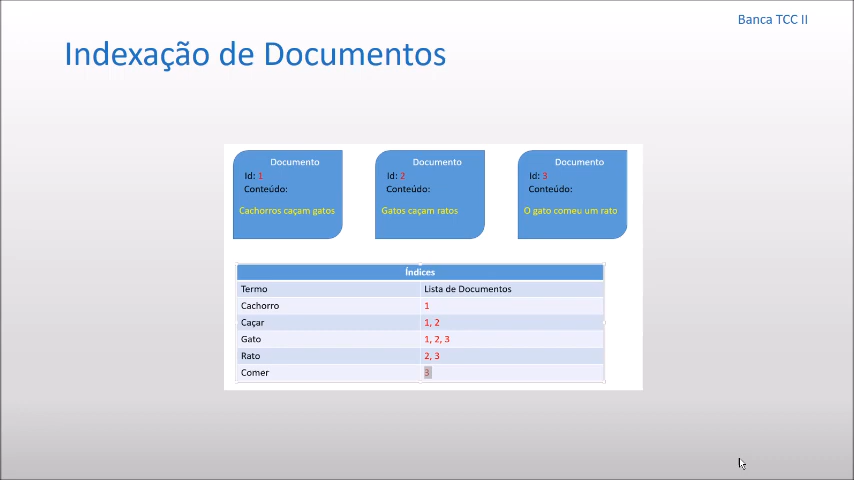 Banca TCC II
Indexação de Documentos
Documento
Id: 1
Conteúdo:
Cachorros caçam gatos
Documento
Id: 2
Conteúdo:
Gatos caçam ratos
Documento
Id: 3
Conteúdo:
O gato comeu um rato
Índices
Termo Lista de Documentos
Cachorro 1
Caçar 1, 2
Gato 1, 2, 3
Rato 2, 3
Comer 3